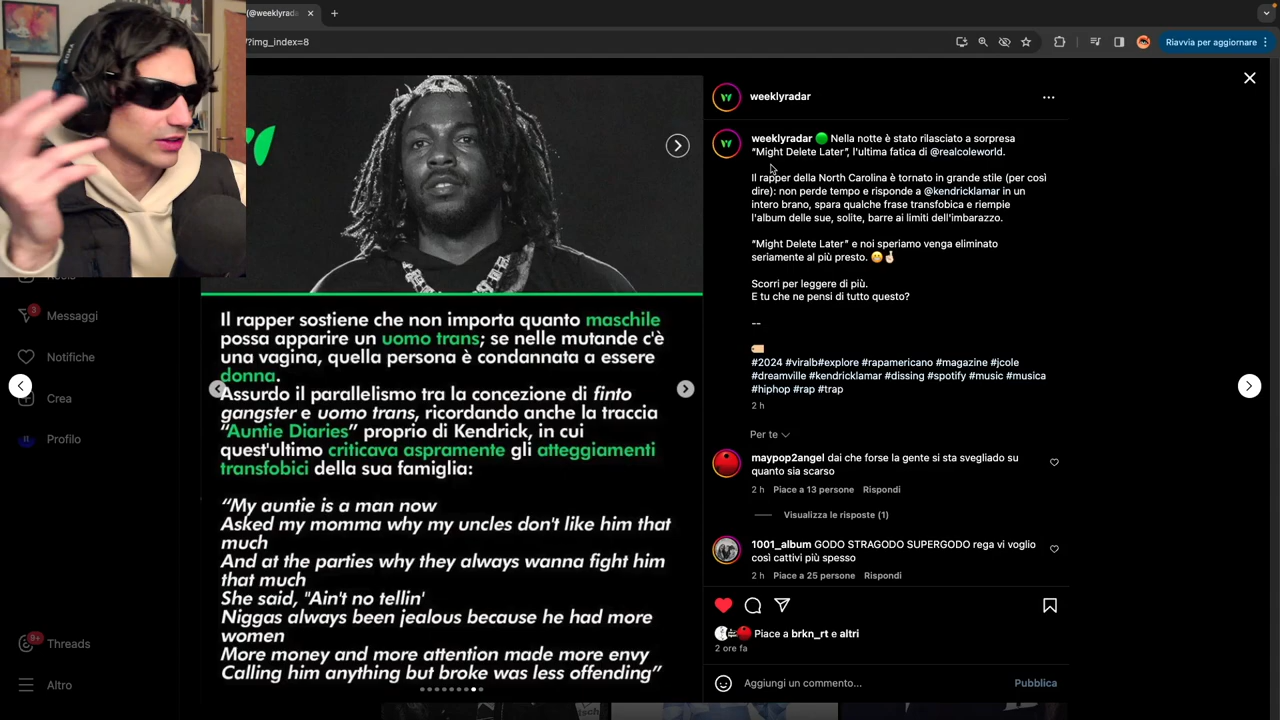 (@weeklyrada
?img_index=8
Riavvia per aggiornare
Messaggi
Notifiche
Crea
Profilo
Threads
9+
3
Altro
Il rapper sostiene che non importa quanto maschile
possa apparire un uomo trans; se nelle mutande c'è
una vagina, quella persona è condannata a essere
donna.
Assurdo il parallelismo tra la concezione di finto
gangster e uomo trans, ricordando anche la traccia
“Auntie Diaries” proprio di Kendrick, in cui
quest'ultimo criticava aspramente gli atteggiamenti
transfobici della sua famiglia:
“My auntie is a man now
Asked my momma why my uncles don't like him that
much
And at the parties why they always wanna fight him
that much
She said, "Ain't no tellin'
Niggas always been jealous because he had more
women
More money and more attention made more envy
Calling him anything but broke was less offending”
weeklyradar
weeklyradar 🟢 Nella notte è stato rilasciato a sorpresa
“Might Delete Later”, l'ultima fatica di @realcoleworld.
Il rapper della North Carolina è tornato in grande stile (per così
dire): non perde tempo e risponde a @kendricklamar in un
intero brano, spara qualche frase transfobica e riempie
l'album delle sue, solite, barre ai limiti dell'imbarazzo.
“Might Delete Later” e noi speriamo venga eliminato
seriamente al più presto.
Scorri per leggere di più.
E tu che ne pensi di tutto questo?
--
#2024 #viralb#explore #rapamericano #magazine #jcole
#dreamville #kendricklamar #dissing #spotify #music #musica
#hiphop #rap #trap
2 h
Per te
maypop2angel dai che forse la gente si sta svegliado su
quanto sia scarso
2 h Piace a 13 persone Rispondi
Visualizza le risposte (1)
1001_album GODO STRAGODO SUPERGODO rega vi voglio
così cattivi più spesso
2 h Piace a 25 persone Rispondi
Piace a brkn_rt e altri
2 ore fa
Aggiungi un commento...
Pubblica